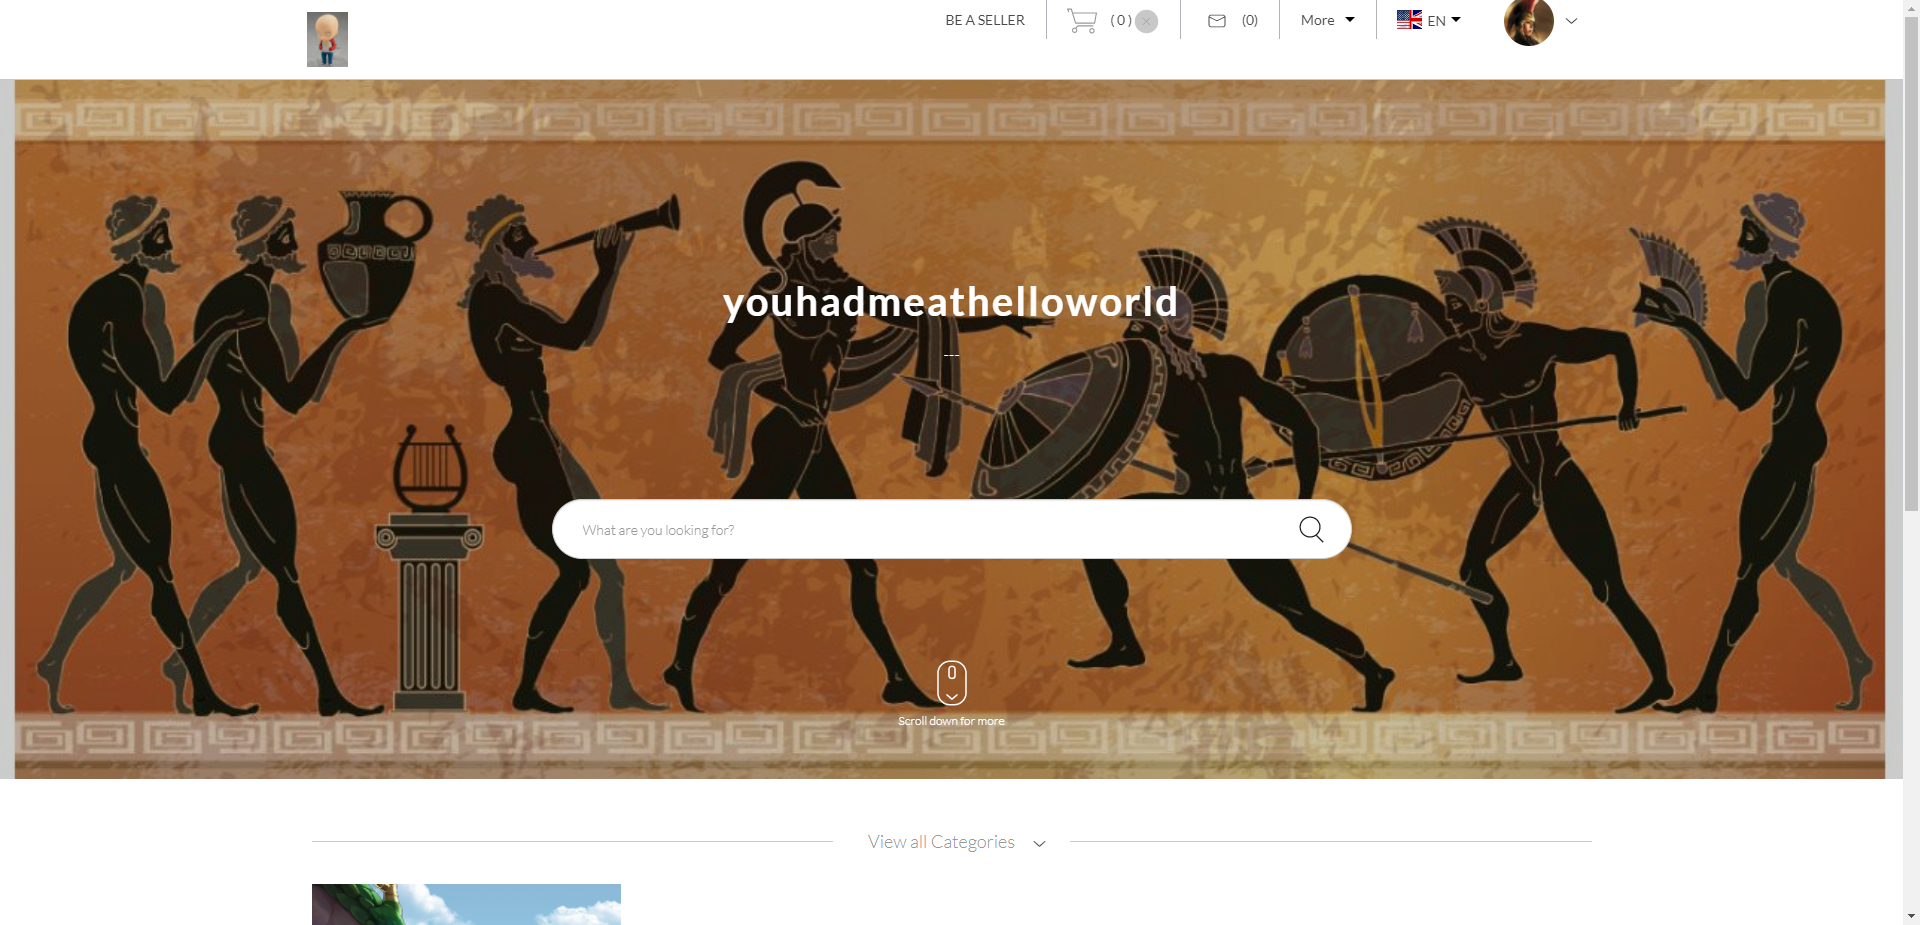 BE A SELLER
( 0 )
(0)
More
EN
youhadmeathelloworld
---
What are you looking for?
Scroll down for more
View all Categories